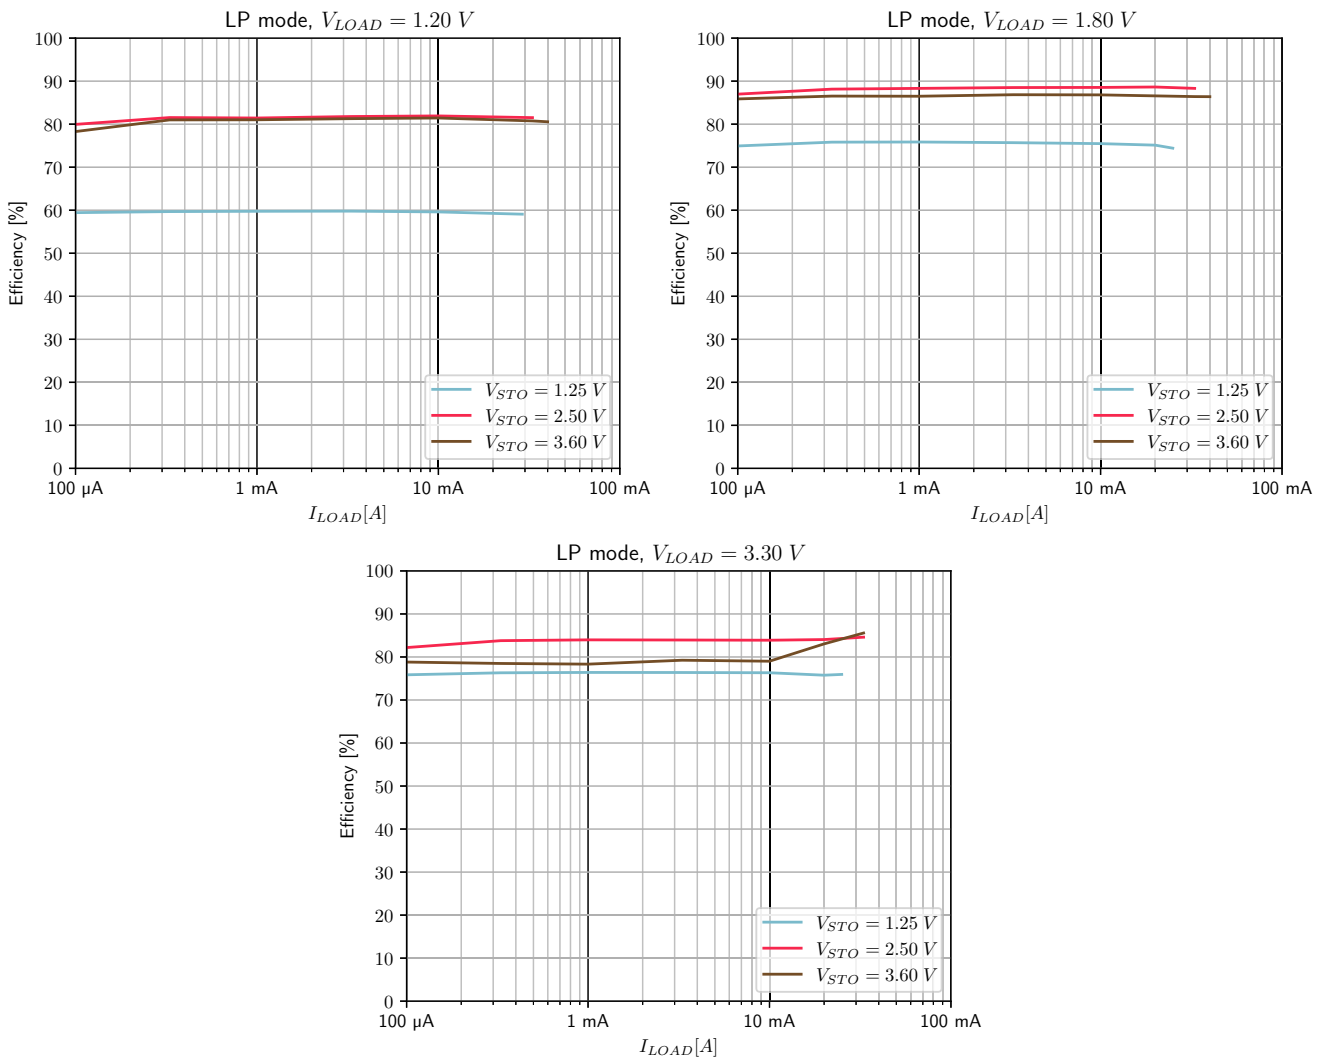 LP mode, V_LOAD = 1.20 V
100
90
80
70
60
50
40
30
20
10
0
Efficiency [%]
V_STO = 1.25 V
V_STO = 2.50 V
V_STO = 3.60 V
100 µA 1 mA 10 mA 100 mA
I_LOAD[A]
LP mode, V_LOAD = 1.80 V
100
90
80
70
60
50
40
30
20
10
0
Efficiency [%]
V_STO = 1.25 V
V_STO = 2.50 V
V_STO = 3.60 V
100 µA 1 mA 10 mA 100 mA
I_LOAD[A]
LP mode, V_LOAD = 3.30 V
100
90
80
70
60
50
40
30
20
10
0
Efficiency [%]
V_STO = 1.25 V
V_STO = 2.50 V
V_STO = 3.60 V
100 µA 1 mA 10 mA 100 mA
I_LOAD[A]